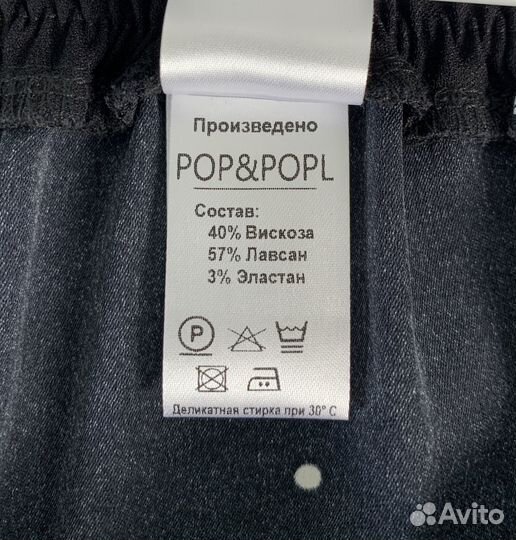 Произведено
POP&POPL
Состав:
40% Вискоза
57% Лавсан
3% Эластан
P
Деликатная стирка при 30° C
Avito